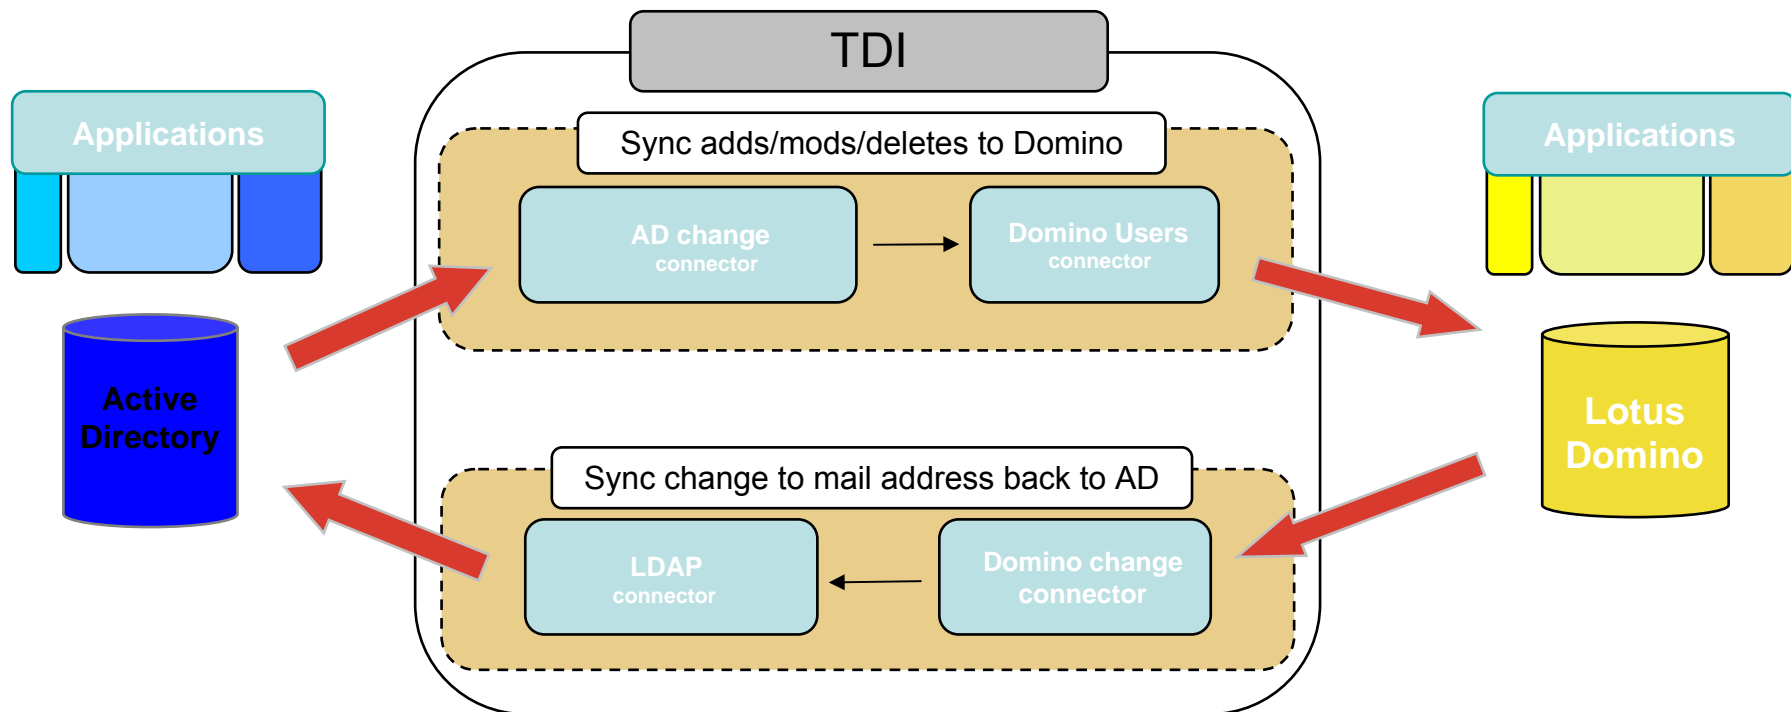 TDI
Applications
Applications
Sync adds/mods/deletes to Domino
AD change
connector
Domino Users
connector
Active
Directory
Lotus
Domino
Sync change to mail address back to AD
LDAP
connector
Domino change
connector